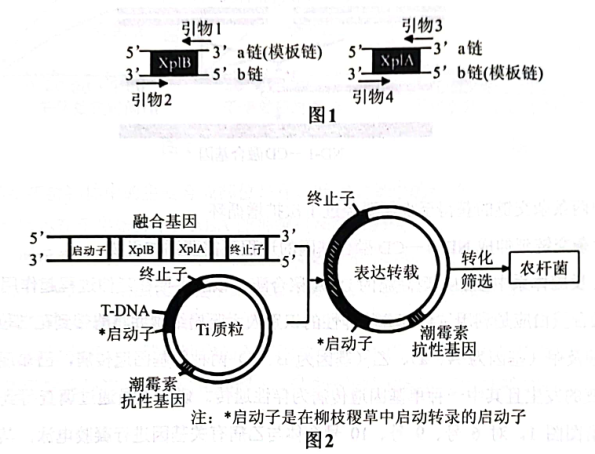 引物1
5' 3' a链(模板链)
XplB
3' 5' b链
引物2
引物3
5' 3' a链
XplA
3' 5' b链(模板链)
引物4
图1
融合基因
5' 3'
启动子 XplB XplA 终止子
3' 5'
终止子
T-DNA
*启动子
Ti质粒
潮霉素
抗性基因
终止子
表达转载
*启动子
潮霉素
抗性基因
转化
筛选
农杆菌
注：*启动子是在柳枝稷草中启动转录的启动子
图2